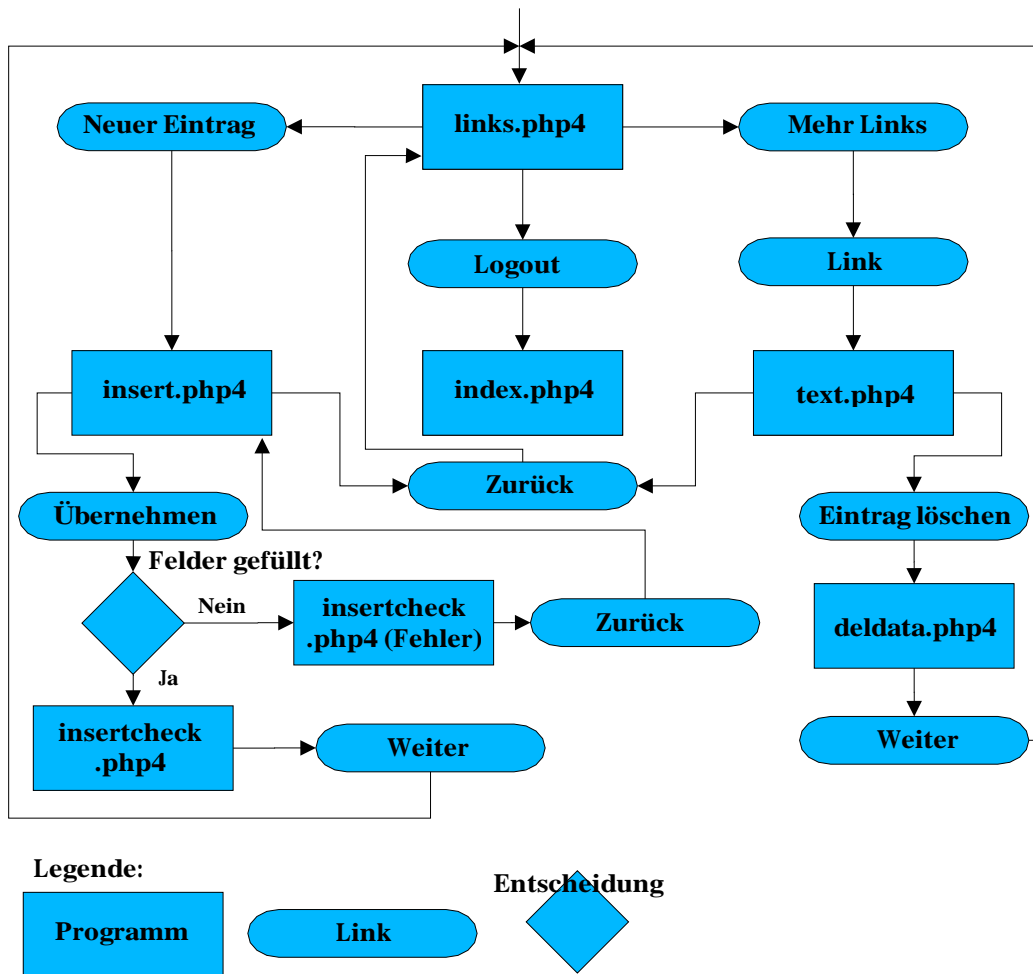 Neuer Eintrag
links.php4
Mehr Links
Logout
Link
insert.php4
index.php4
text.php4
Zurück
Übernehmen
Eintrag löschen
Felder gefüllt?
Nein
insertcheck
.php4 (Fehler)
Zurück
deldata.php4
Ja
insertcheck
.php4
Weiter
Weiter
Legende:
Programm
Link
Entscheidung